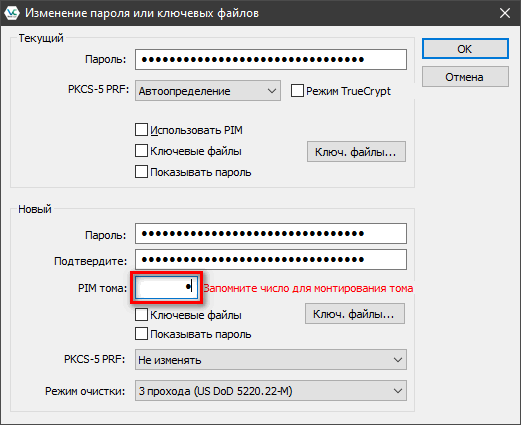 Изменение пароля или ключевых файлов
Текущий
Пароль: ●●●●●●●●●●●●●●●●●●●●●●●●●●●●●●●●
PKCS-5 PRF: Автоопределение Режим TrueCrypt
Использовать PIM
Ключевые файлы Ключ. файлы...
Показывать пароль
OK
Отмена
Новый
Пароль: ●●●●●●●●●●●●●●●●●●●●●●●●●●●●●●●●
Подтвердите: ●●●●●●●●●●●●●●●●●●●●●●●●●●●●●●●●
PIM тома: ● Запомните число для монтирования тома
Ключевые файлы Ключ. файлы...
Показывать пароль
PKCS-5 PRF: Не изменять
Режим очистки: 3 прохода (US DoD 5220.22-M)